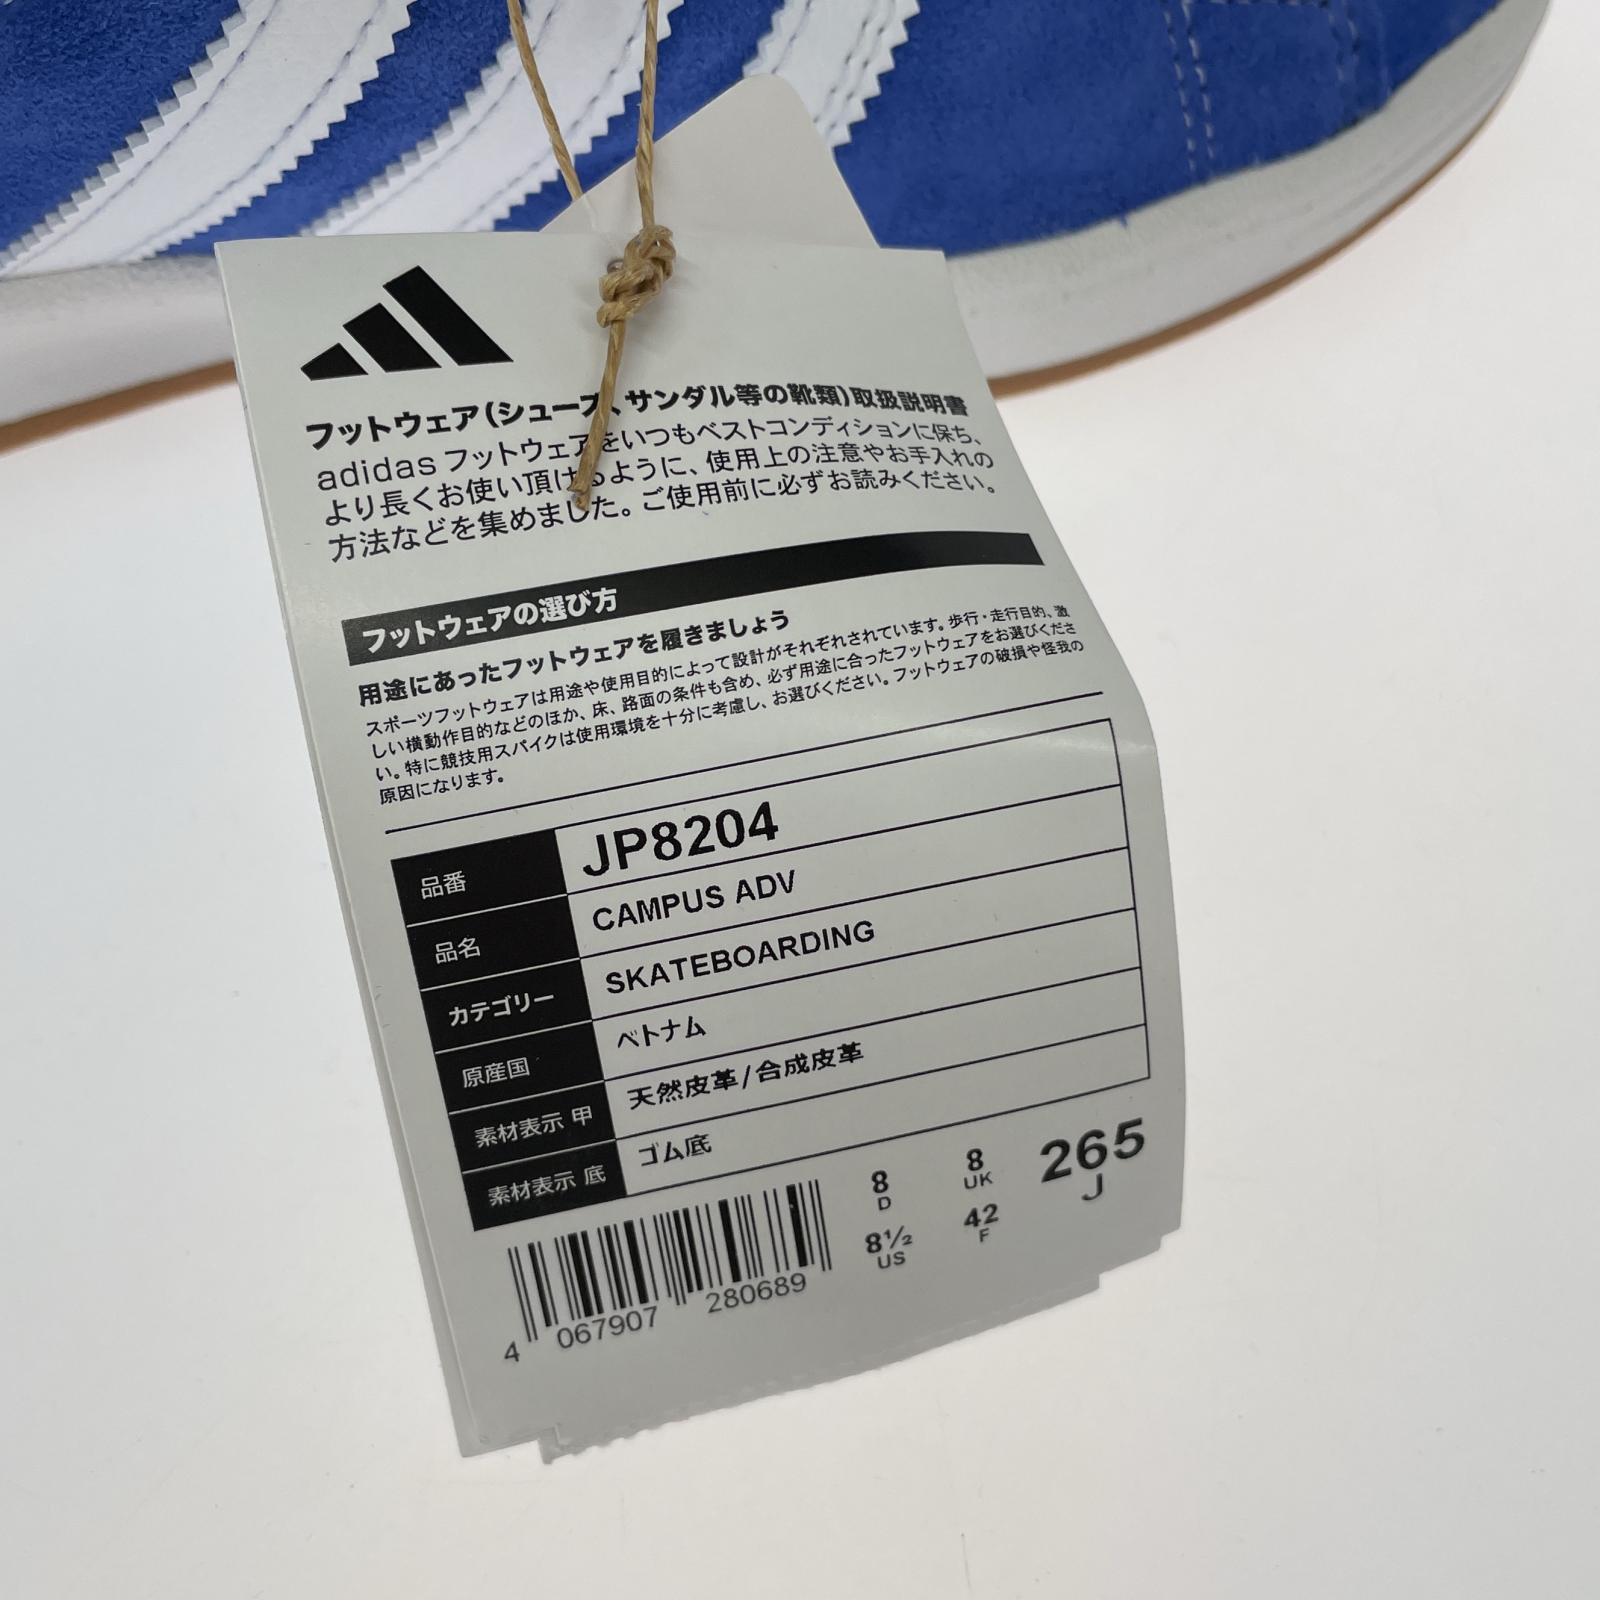 フットウェア(シューズ、サンダル等の靴類)取扱説明書
adidas フットウェアをいつもベストコンディションに保ち、
より長くお使い頂けるように、使用上の注意やお手入れの
方法などを集めました。ご使用前に必ずお読みください。
フットウェアの選び方
用途にあったフットウェアを履きましょう
スポーツフットウェアは用途や使用目的によって設計がそれぞれされています。歩行・走行目的、激
しい横動作目的などのほか、床、路面の条件も含め、必ず用途に合ったフットウェアをお選びくださ
い。特に競技用スパイクは使用環境を十分に考慮し、お選びください。フットウェアの破損や怪我の
原因になります。
品番 JP8204
品名 CAMPUS ADV
カテゴリー SKATEBOARDING
原産国 ベトナム
素材表示 甲 天然皮革/合成皮革
素材表示 底 ゴム底
8 D 8 UK 265 J
8½ US 42 F
4 067907 280689